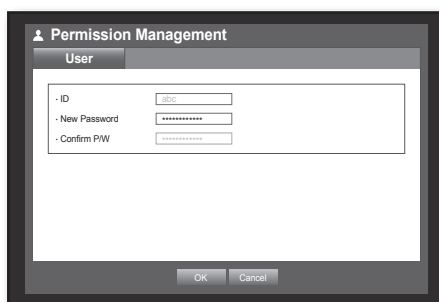 Permission Management
User
· ID abc
· New Password ************
· Confirm P/W ************
OK Cancel